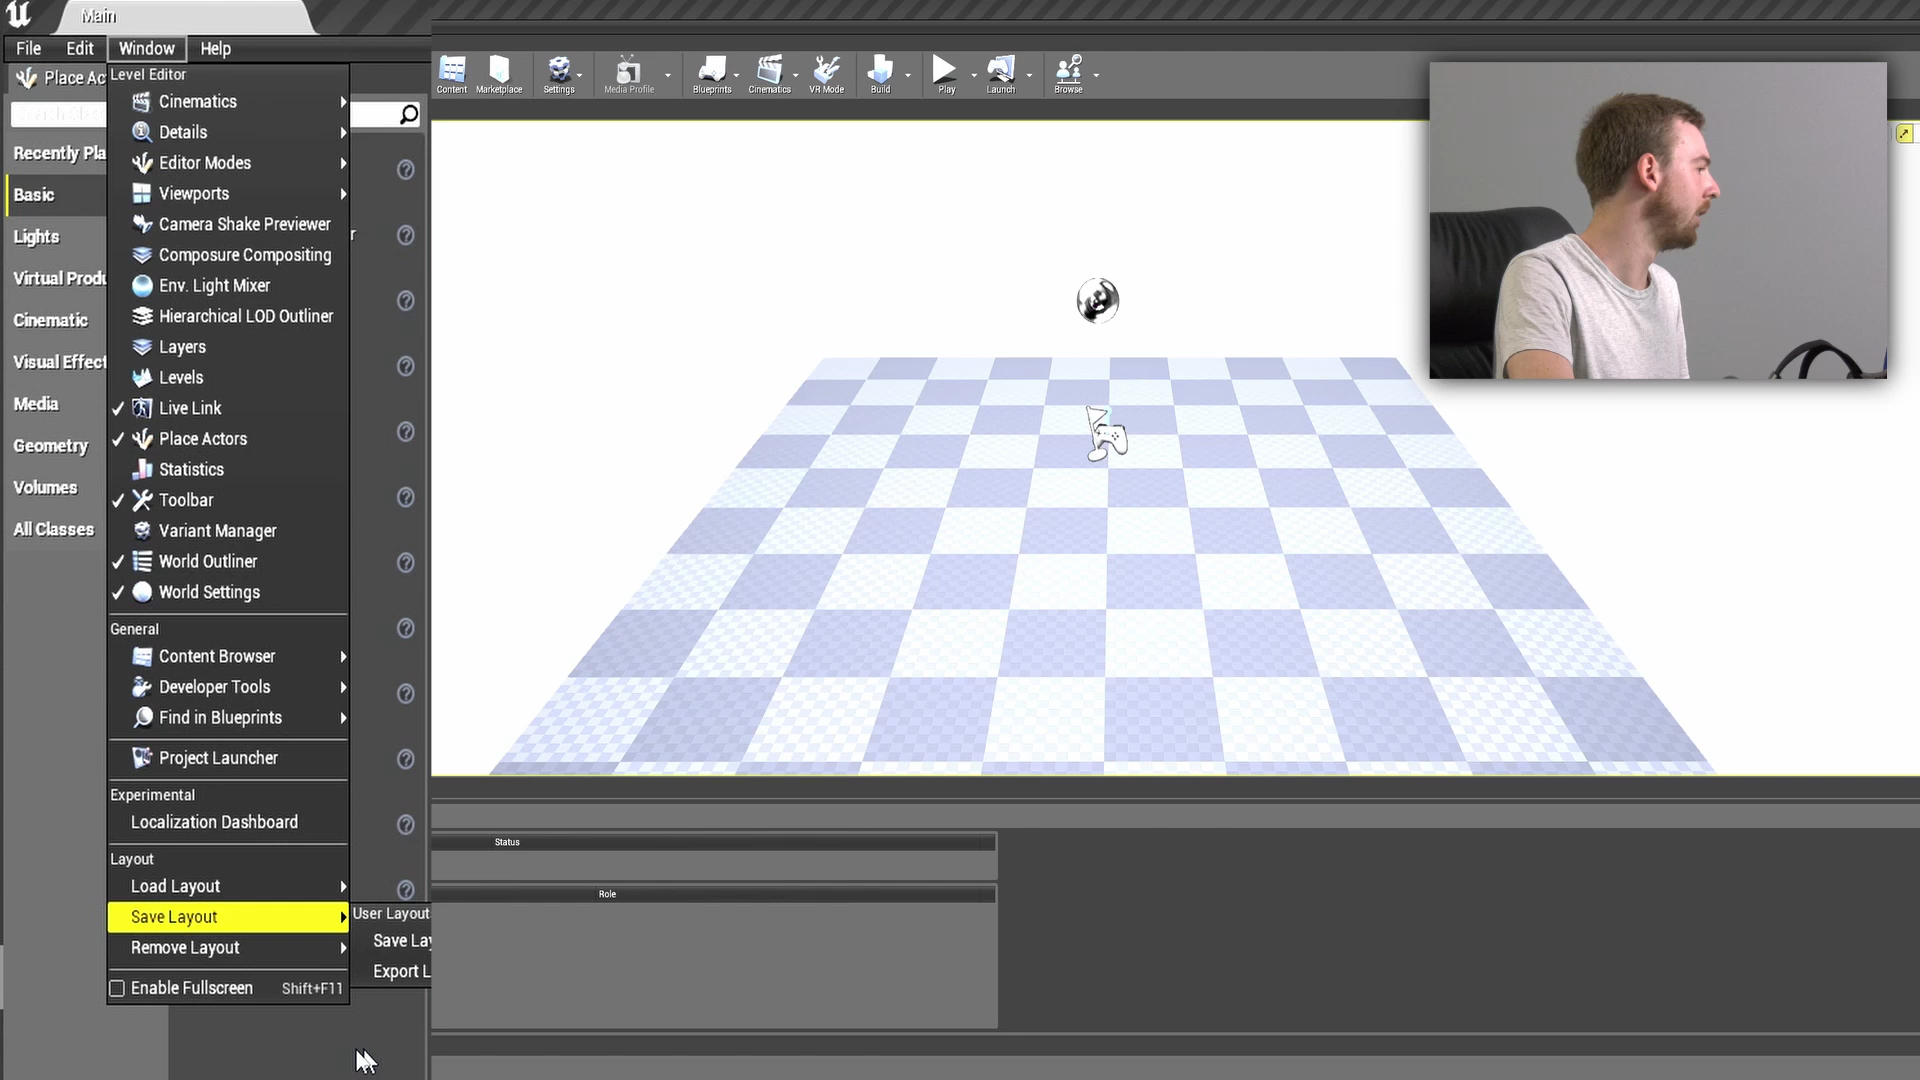 Main
File Edit Window Help
Place Ac
Level Editor
Cinematics
Details
Editor Modes
Viewports
Camera Shake Previewer
Composure Compositing
Env. Light Mixer
Hierarchical LOD Outliner
Layers
Levels
Live Link
Place Actors
Statistics
Toolbar
Variant Manager
World Outliner
World Settings
General
Content Browser
Developer Tools
Find in Blueprints
Project Launcher
Experimental
Localization Dashboard
Layout
Load Layout
Save Layout
Remove Layout
Enable Fullscreen Shift+F11
User Layout
Save Lay
Export L
Recently Pla
Basic
Lights
Virtual Produ
Cinematic
Visual Effect
Media
Geometry
Volumes
All Classes
r
Content Marketplace Settings Media Profile Blueprints Cinematics VR Mode Build Play Launch Browse
Status
Role